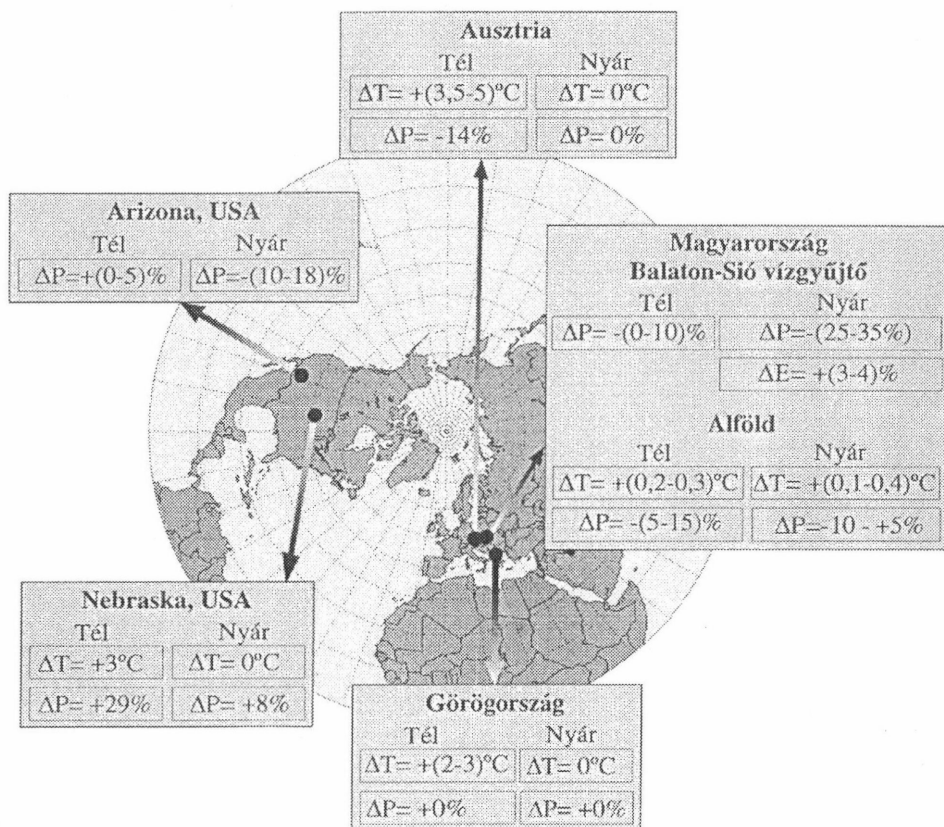 Ausztria
Tél Nyár
ΔT= +(3,5-5)°C ΔT= 0°C
ΔP= -14% ΔP= 0%
Arizona, USA
Tél Nyár
ΔP=+(0-5)% ΔP=-(10-18)%
Magyarország
Balaton-Sió vízgyűjtő
Tél Nyár
ΔP= -(0-10)% ΔP=-(25-35%)
ΔE= +(3-4)%
Alföld
Tél Nyár
ΔT= +(0,2-0,3)°C ΔT= +(0,1-0,4)°C
ΔP= -(5-15)% ΔP=-10 - +5%
Nebraska, USA
Tél Nyár
ΔT= +3°C ΔT= 0°C
ΔP= +29% ΔP= +8%
Görögország
Tél Nyár
ΔT= +(2-3)°C ΔT= 0°C
ΔP= +0% ΔP= +0%